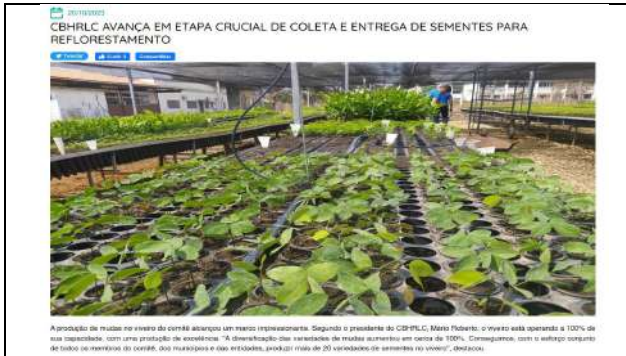 CBHRLC AVANÇA EM ETAPA CRUCIAL DE COLETA E ENTREGA DE SEMENTES PARA
REFLORESTAMENTO
A produção de mudas no viveiro do comitê alcançou um marco impressionante. Segundo o presidente do CBHRLC, Mário Roberto, o viveiro está operando a 100% de
sua capacidade, com uma produção de excelência. "A diversificação das variedades de mudas aumentou em cerca de 100%. Conseguimos, com o esforço conjunto
de todos os membros do comitê, dos municípios e das entidades, produzir mais de 20 variedades de sementes no viveiro", destacou.